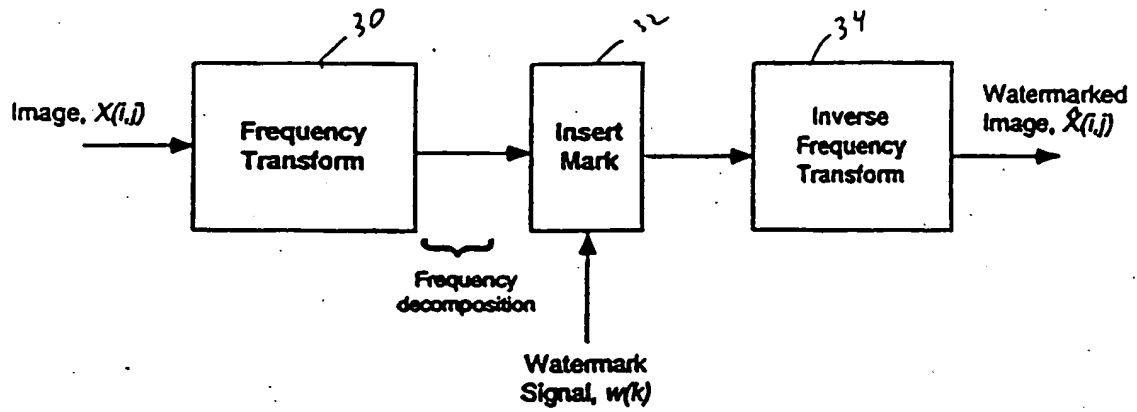 30
32
34
Image, X(i,j)
Frequency
Transform
Insert
Mark
Inverse
Frequency
Transform
Watermarked
Image, X̂(i,j)
Frequency
decomposition
Watermark
Signal, w(k)